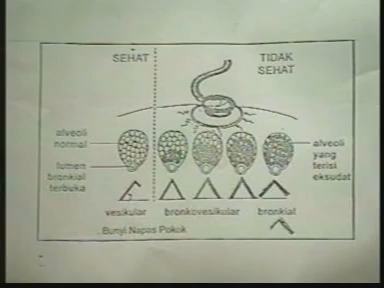 SEHAT
TIDAK
SEHAT
alveoli
normal
lumen
bronkial
terbuka
alveoli
yang
terisi
eksudat
vesikular
bronkovesikular
bronkial
Bunyi Napas Pokok